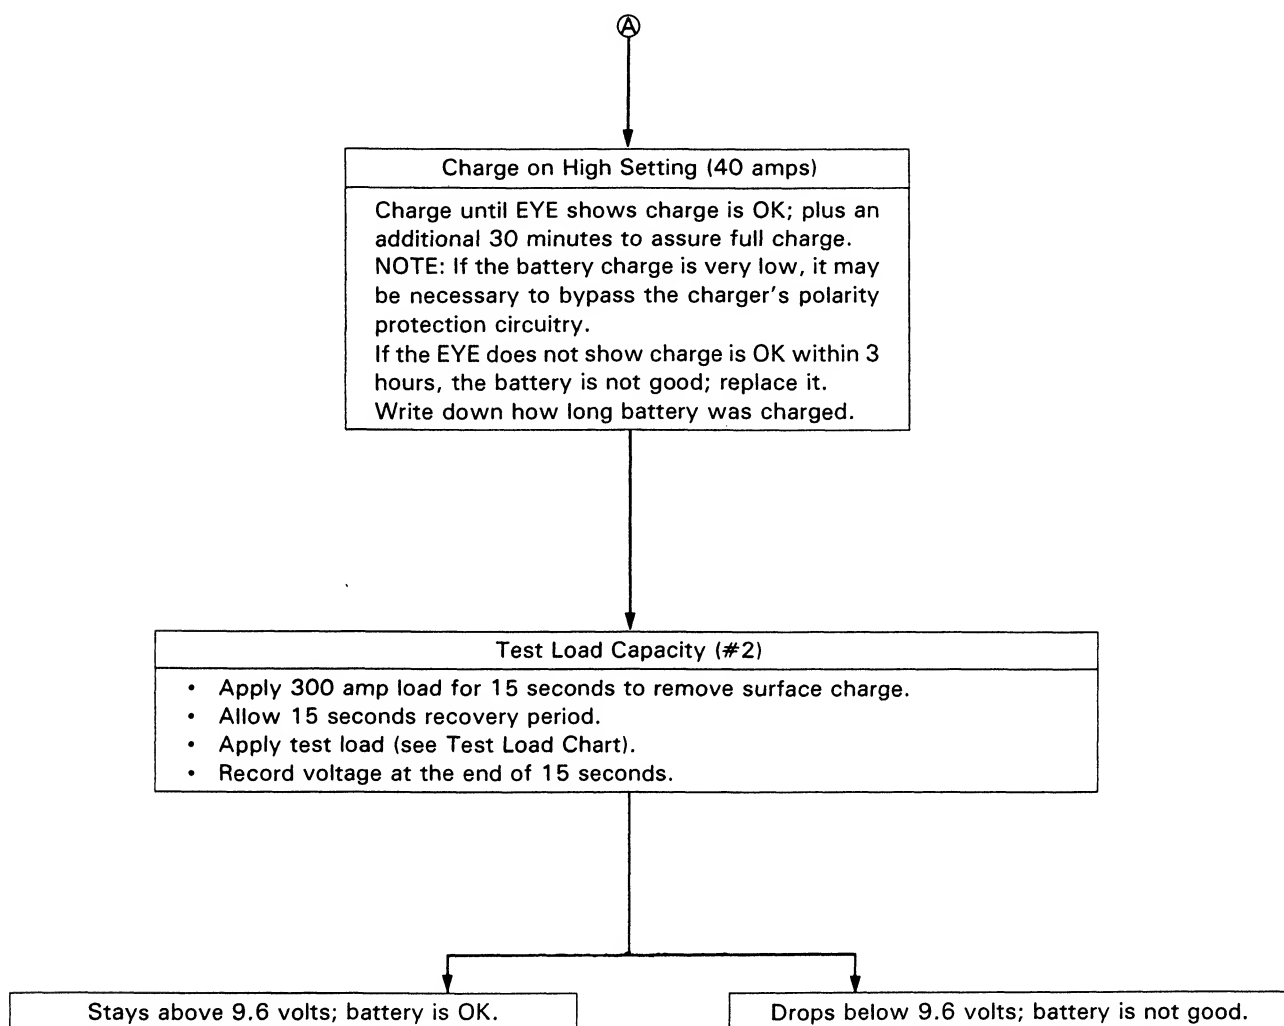 A
Charge on High Setting (40 amps)
Charge until EYE shows charge is OK; plus an
additional 30 minutes to assure full charge.
NOTE: If the battery charge is very low, it may
be necessary to bypass the charger's polarity
protection circuitry.
If the EYE does not show charge is OK within 3
hours, the battery is not good; replace it.
Write down how long battery was charged.
Test Load Capacity (#2)
• Apply 300 amp load for 15 seconds to remove surface charge.
• Allow 15 seconds recovery period.
• Apply test load (see Test Load Chart).
• Record voltage at the end of 15 seconds.
Stays above 9.6 volts; battery is OK.
Drops below 9.6 volts; battery is not good.